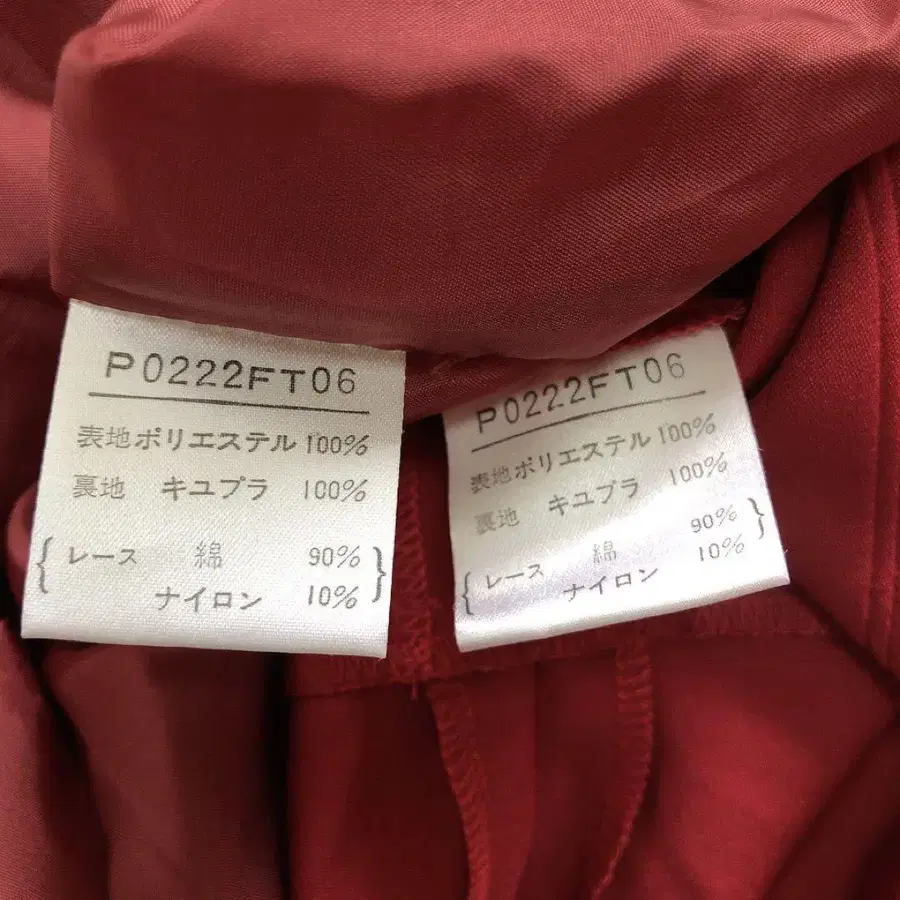 P0222FT06
表地 ポリエステル 100%
裏地 キユプラ 100%
{ レース 綿 90% }
ナイロン 10%
P0222FT06
表地 ポリエステル 100%
裏地 キユプラ 100%
{ レース 綿 90% }
ナイロン 10%